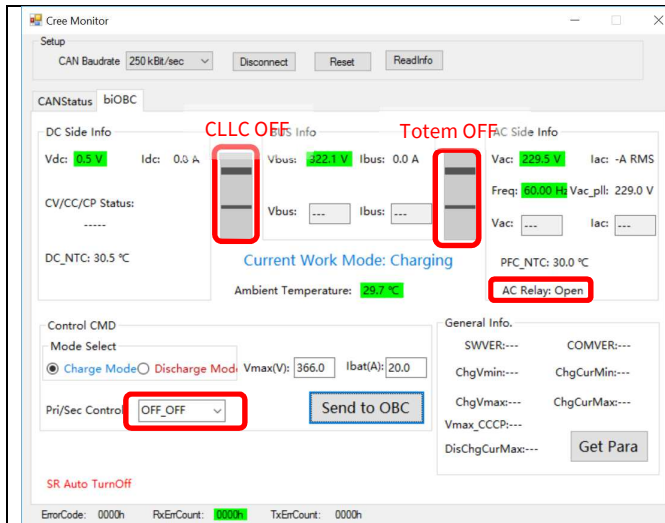 Cree Monitor
Setup
CAN Baudrate 250 kBit/sec Disconnect Reset ReadInfo
CANStatus biOBC
DC Side Info CLLC OFF Info Totem OFF AC Side Info
Vdc: 0.5 V Idc: 0.0 A Vbus: 322.1 V Ibus: 0.0 A Vac: 229.5 V Iac: -A RMS
Freq: 60.00 Hz Vac_pll: 229.0 V
CV/CC/CP Status: Vbus: --- Ibus: --- Vac: --- Iac: ---
-----
DC_NTC: 30.5 ℃ Current Work Mode: Charging PFC_NTC: 30.0 ℃
Ambient Temperature: 29.7 ℃ AC Relay: Open
Control CMD General Info.
Mode Select SWVER:--- COMVER:---
Charge Mode Discharge Mode Vmax(V): 366.0 Ibat(A): 20.0 ChgVmin:--- ChgCurMin:---
Pri/Sec Control OFF_OFF Send to OBC ChgVmax:--- ChgCurMax:---
Vmax_CCCP:---
DisChgCurMax:--- Get Para
SR Auto TurnOff
ErrorCode: 0000h RxErrCount: 0000h TxErrCount: 0000h